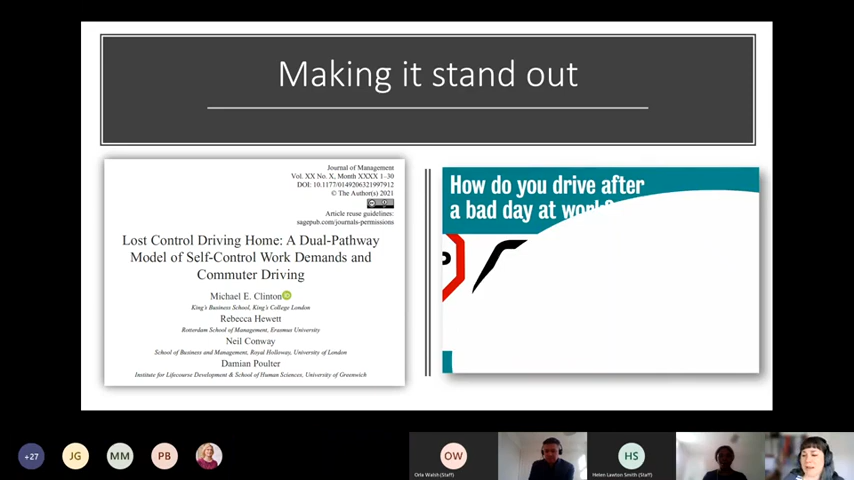 Making it stand out
Journal of Management
Vol. XX No. X, Month XXXX 1–30
DOI: 10.1177/0149206321997912
© The Author(s) 2021
Article reuse guidelines:
sagepub.com/journals-permissions
Lost Control Driving Home: A Dual-Pathway
Model of Self-Control Work Demands and
Commuter Driving
Michael E. Clinton
King's Business School, King's College London
Rebecca Hewett
Rotterdam School of Management, Erasmus University
Neil Conway
School of Business and Management, Royal Holloway, University of London
Damian Poulter
Institute for Lifecourse Development & School of Human Sciences, University of Greenwich
How do you drive after
a bad day at
+27
JG
MM
PB
OW
Orla Walsh (Staff)
HS
Helen Lawton Smith (Staff)